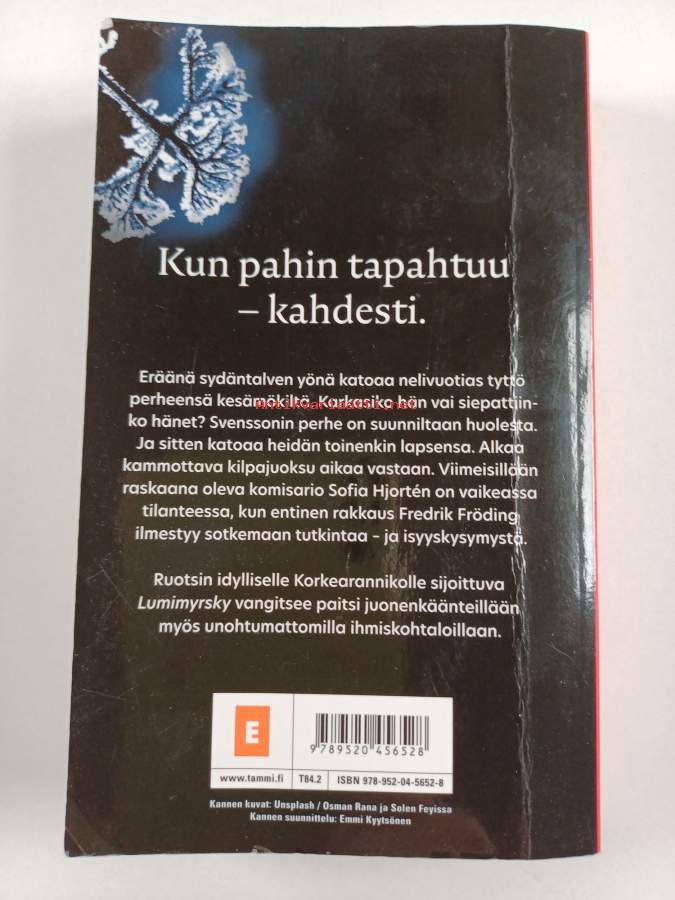 Kun pahin tapahtuu
– kahdesti.
Eräänä sydäntalven yönä katoaa nelivuotias tyttö
perheensä kesämökiltä. Karkasiko hän vai siepattiin-
ko hänet? Svenssonin perhe on suunniltaan huolesta.
Ja sitten katoaa heidän toinenkin lapsensa. Alkaa
kammottava kilpajuoksu aikaa vastaan. Viimeisillään
raskaana oleva komisario Sofia Hjortén on vaikeassa
tilanteessa, kun entinen rakkaus Fredrik Fröding
ilmestyy sotkemaan tutkintaa – ja isyyskysymystä.
Ruotsin idylliselle Korkearannikolle sijoittuva
Lumimyrsky vangitsee paitsi juonenkäänteillään
myös unohtumattomilla ihmiskohtaloillaan.
Antikvariaatti.net
E
9 789520 456528
www.tammi.fi T84.2 ISBN 978-952-04-5652-8
Kannen kuvat: Unsplash / Osman Rana ja Solen Feyissa
Kannen suunnittelu: Emmi Kyytsönen